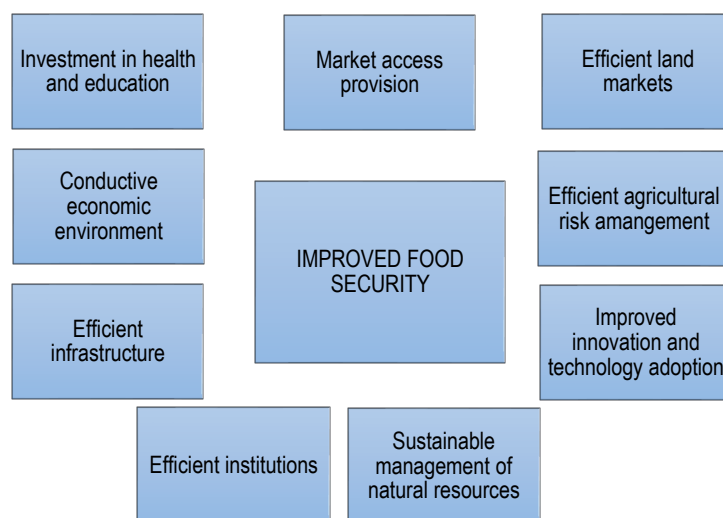 Investment in health
and education
Market access
provision
Efficient land
markets
Conductive
economic
environment
IMPROVED FOOD
SECURITY
Efficient agricultural
risk amangement
Efficient
infrastructure
Improved
innovation and
technology adoption
Efficient institutions
Sustainable
management of
natural resources